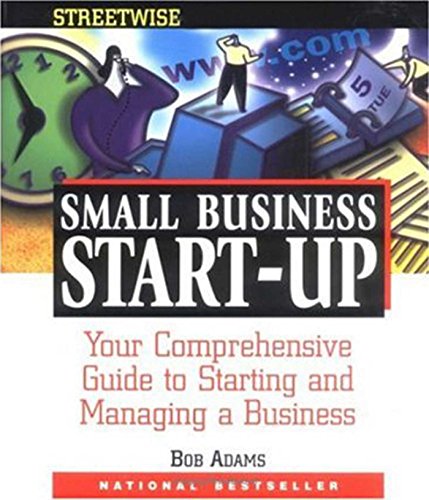 STREETWISE
www.com
5
TUE
SMALL BUSINESS
START-UP
Your Comprehensive
Guide to Starting and
Managing a Business
BOB ADAMS
NATIONAL BESTSELLER